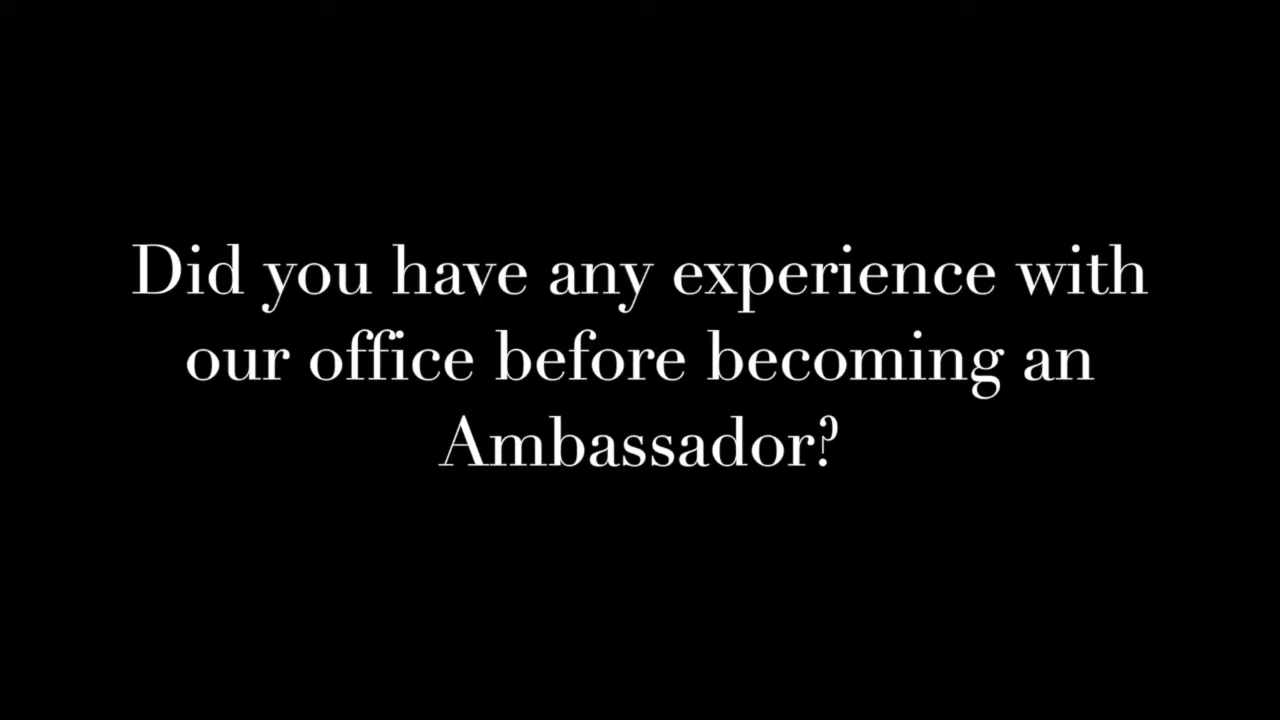 Did you have any experience with
our office before becoming an
Ambassador?